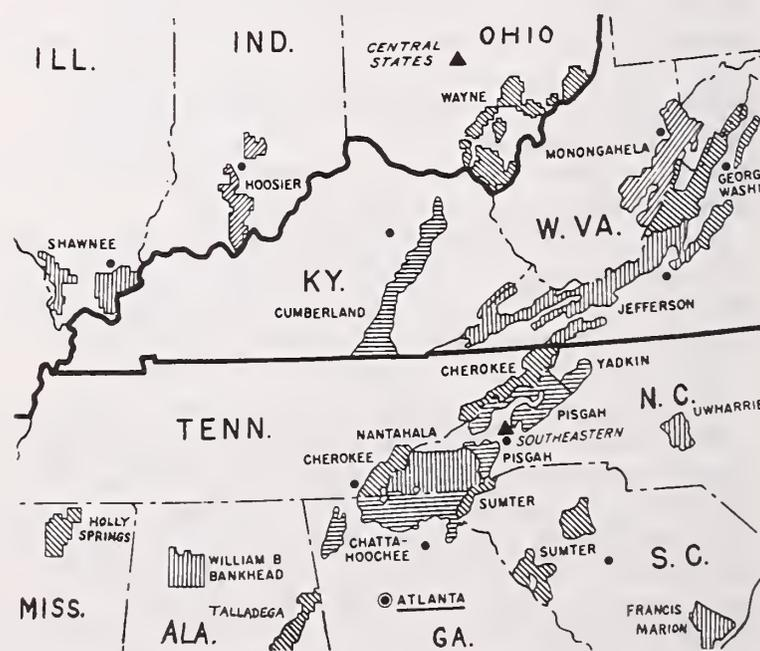 ILL.
IND.
OHIO
CENTRAL
STATES
WAYNE
MONONGAHELA
HOOSIER
W. VA.
SHAWNEE
KY.
CUMBERLAND
JEFFERSON
CHEROKEE
YADKIN
TENN.
PISGAH
N. C.
UWHARRIE
NANTAHALA
SOUTHEASTERN
CHEROKEE
PISGAH
SUMTER
HOLLY
SPRINGS
CHATTA-
HOOCHEE
SUMTER
S. C.
WILLIAM B
BANKHEAD
MISS.
TALLADEGA
ATLANTA
FRANCIS
MARION
ALA.
GA.